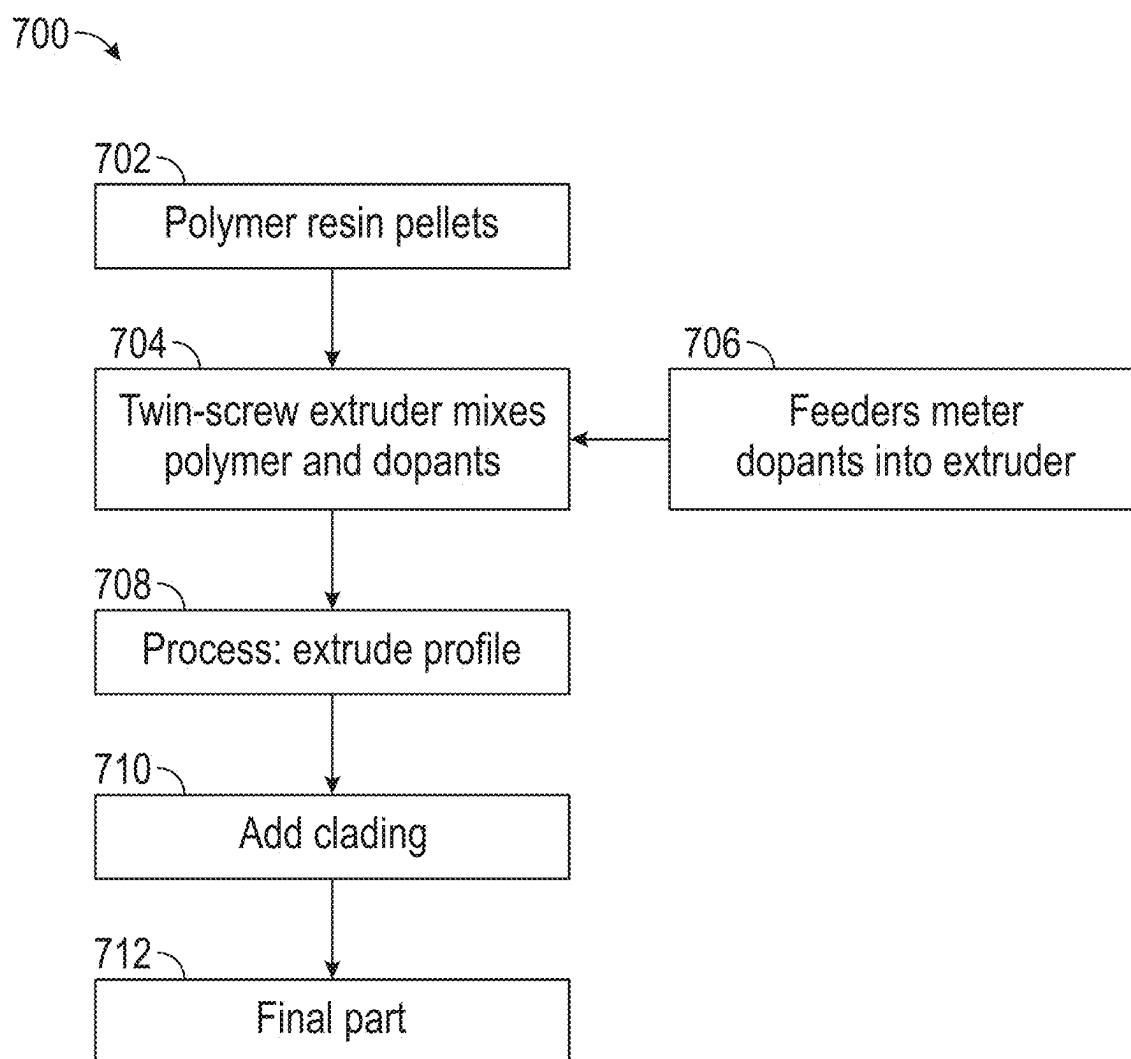 700
702
Polymer resin pellets
704
706
Twin-screw extruder mixes
polymer and dopants
Feeders meter
dopants into extruder
708
Process: extrude profile
710
Add clading
712
Final part